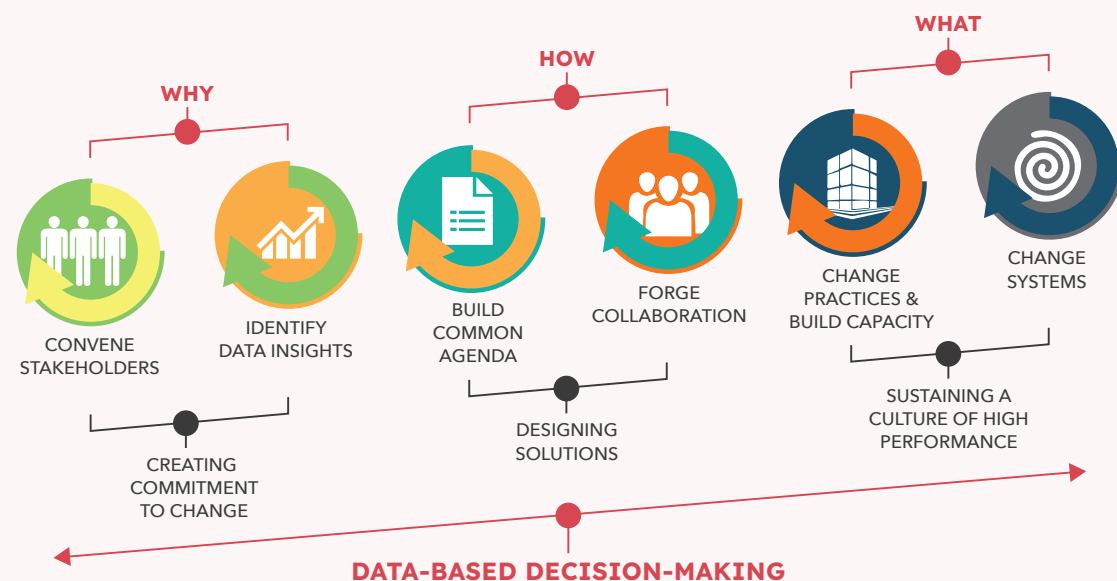 WHY
HOW
WHAT
CONVENE
STAKEHOLDERS
IDENTIFY
DATA INSIGHTS
BUILD
COMMON
AGENDA
FORGE
COLLABORATION
CHANGE
PRACTICES &
BUILD CAPACITY
CHANGE
SYSTEMS
CREATING
COMMITMENT
TO CHANGE
DESIGNING
SOLUTIONS
SUSTAINING A
CULTURE OF HIGH
PERFORMANCE
DATA-BASED DECISION-MAKING